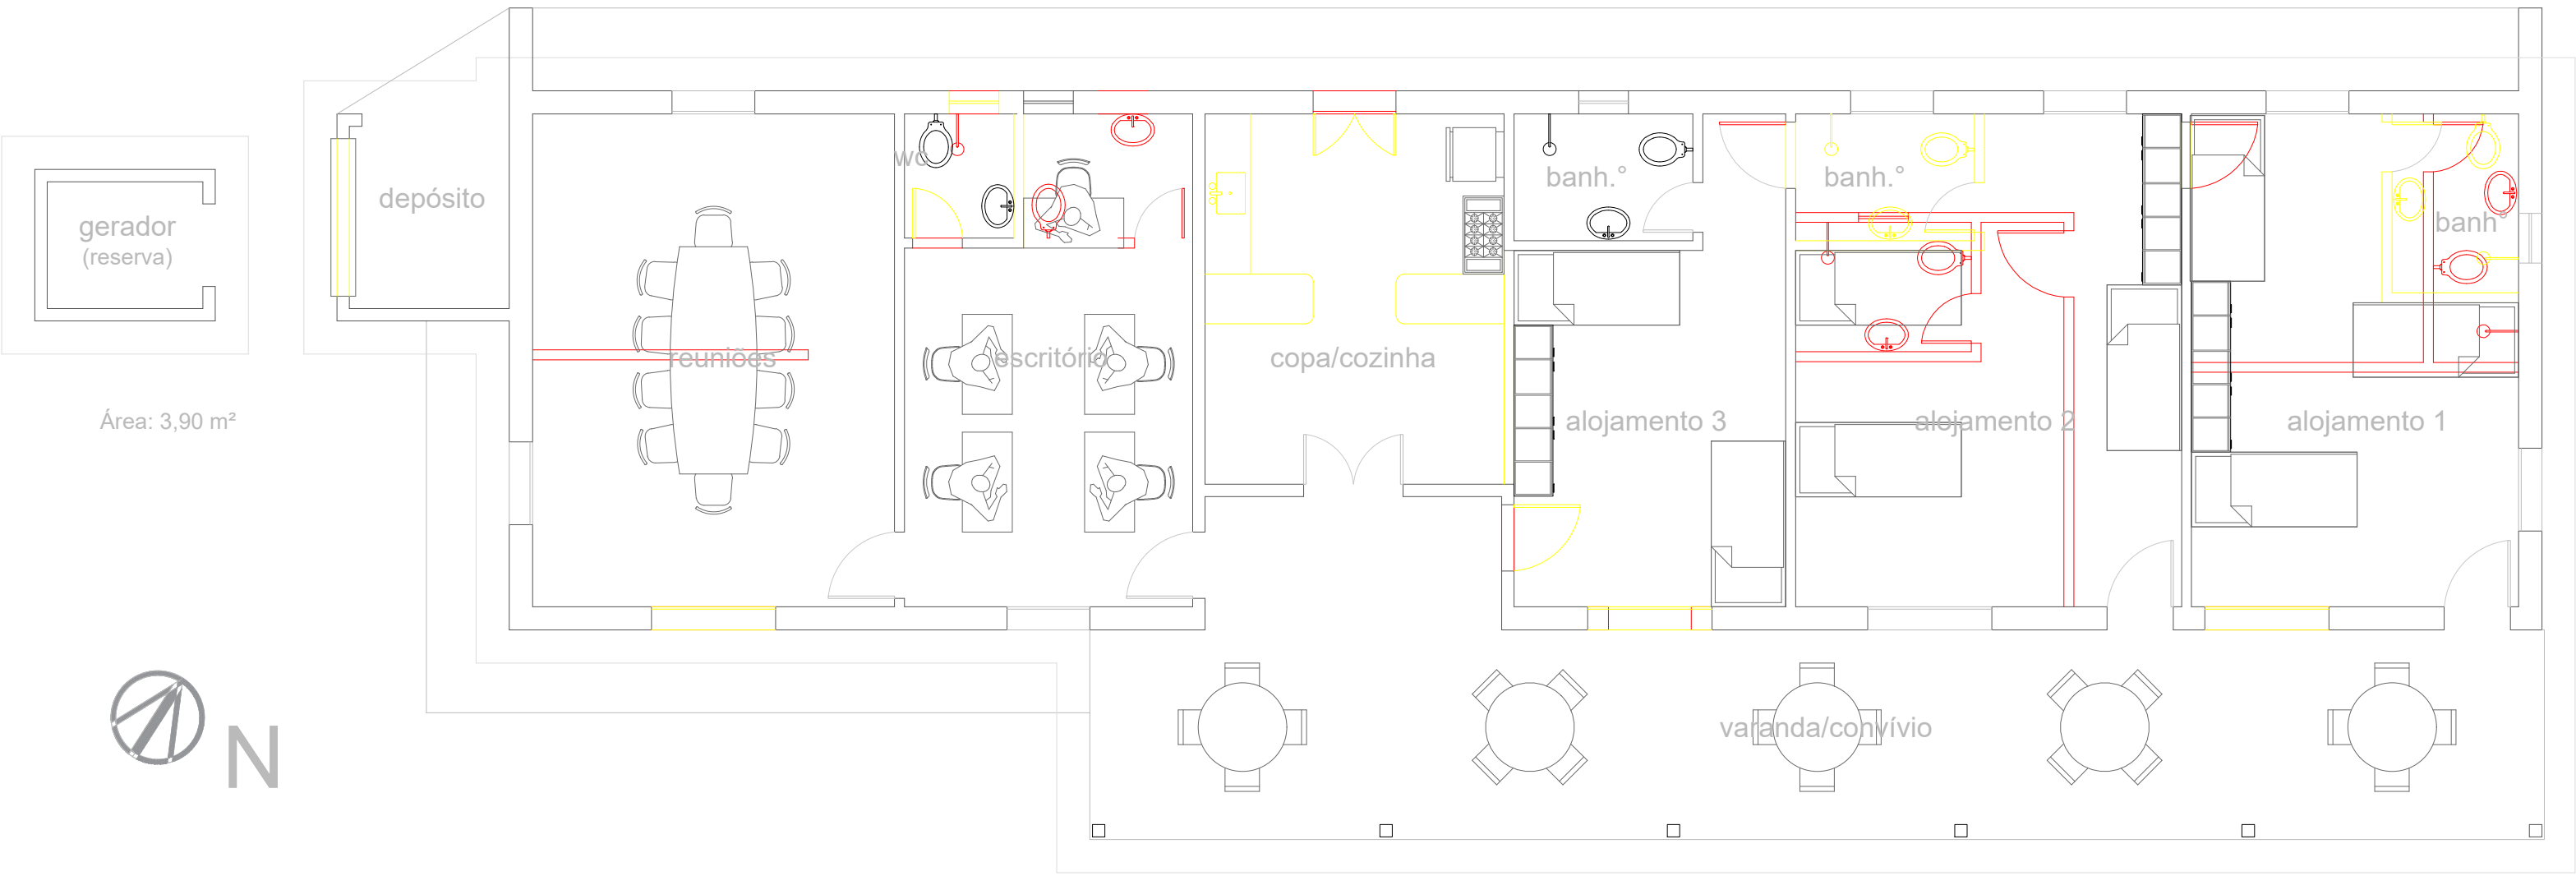 wc
banh.°
banh.°
depósito
gerador
(reserva)
banh°
reuniões
escritório
copa/cozinha
Área: 3,90 m²
alojamento 3
alojamento 2
alojamento 1
varanda/convívio
N